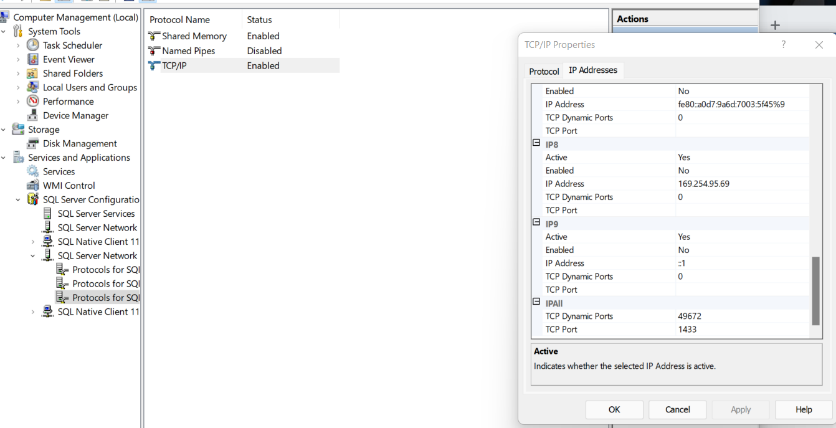 Computer Management (Local)
System Tools
Task Scheduler
Event Viewer
Shared Folders
Local Users and Groups
Performance
Device Manager
Storage
Disk Management
Services and Applications
Services
WMI Control
SQL Server Configuratio
SQL Server Services
SQL Server Network
SQL Native Client 11
SQL Server Network
Protocols for SQ
Protocols for SQ
Protocols for SQ
SQL Native Client 11
Protocol Name Status
Shared Memory Enabled
Named Pipes Disabled
TCP/IP Enabled
Actions
TCP/IP Properties ?
Protocol IP Addresses
Enabled No
IP Address fe80::a0d7:9a6d:7003:5f45%9
TCP Dynamic Ports 0
TCP Port
IP8
Active Yes
Enabled No
IP Address 169.254.95.69
TCP Dynamic Ports 0
TCP Port
IP9
Active Yes
Enabled No
IP Address ::1
TCP Dynamic Ports 0
TCP Port
IPAll
TCP Dynamic Ports 49672
TCP Port 1433
Active
Indicates whether the selected IP Address is active.
OK Cancel Apply Help